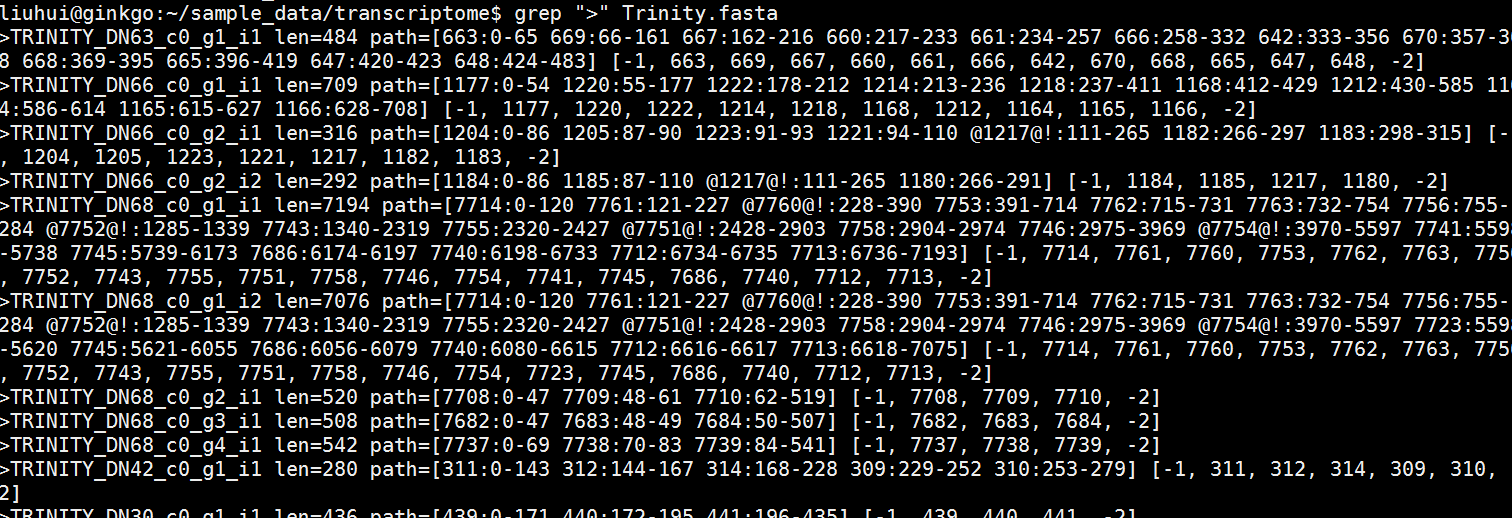 liuhui@ginkgo:~/sample_data/transcriptome$ grep ">" Trinity.fasta
>TRINITY_DN63_c0_g1_i1 len=484 path=[663:0-65 669:66-161 667:162-216 660:217-233 661:234-257 666:258-332 642:333-356 670:357-36
8 668:369-395 665:396-419 647:420-423 648:424-483] [-1, 663, 669, 667, 660, 661, 666, 642, 670, 668, 665, 647, 648, -2]
>TRINITY_DN66_c0_g1_i1 len=709 path=[1177:0-54 1220:55-177 1222:178-212 1214:213-236 1218:237-411 1168:412-429 1212:430-585 116
4:586-614 1165:615-627 1166:628-708] [-1, 1177, 1220, 1222, 1214, 1218, 1168, 1212, 1164, 1165, 1166, -2]
>TRINITY_DN66_c0_g2_i1 len=316 path=[1204:0-86 1205:87-90 1223:91-93 1221:94-110 @1217@!:111-265 1182:266-297 1183:298-315] [-
, 1204, 1205, 1223, 1221, 1217, 1182, 1183, -2]
>TRINITY_DN66_c0_g2_i2 len=292 path=[1184:0-86 1185:87-110 @1217@!:111-265 1180:266-291] [-1, 1184, 1185, 1217, 1180, -2]
>TRINITY_DN68_c0_g1_i1 len=7194 path=[7714:0-120 7761:121-227 @7760@!:228-390 7753:391-714 7762:715-731 7763:732-754 7756:755-
284 @7752@!:1285-1339 7743:1340-2319 7755:2320-2427 @7751@!:2428-2903 7758:2904-2974 7746:2975-3969 @7754@!:3970-5597 7741:559
-5738 7745:5739-6173 7686:6174-6197 7740:6198-6733 7712:6734-6735 7713:6736-7193] [-1, 7714, 7761, 7760, 7753, 7762, 7763, 775
, 7752, 7743, 7755, 7751, 7758, 7746, 7754, 7741, 7745, 7686, 7740, 7712, 7713, -2]
>TRINITY_DN68_c0_g1_i2 len=7076 path=[7714:0-120 7761:121-227 @7760@!:228-390 7753:391-714 7762:715-731 7763:732-754 7756:755-
284 @7752@!:1285-1339 7743:1340-2319 7755:2320-2427 @7751@!:2428-2903 7758:2904-2974 7746:2975-3969 @7754@!:3970-5597 7723:559
-5620 7745:5621-6055 7686:6056-6079 7740:6080-6615 7712:6616-6617 7713:6618-7075] [-1, 7714, 7761, 7760, 7753, 7762, 7763, 775
, 7752, 7743, 7755, 7751, 7758, 7746, 7754, 7723, 7745, 7686, 7740, 7712, 7713, -2]
>TRINITY_DN68_c0_g2_i1 len=520 path=[7708:0-47 7709:48-61 7710:62-519] [-1, 7708, 7709, 7710, -2]
>TRINITY_DN68_c0_g3_i1 len=508 path=[7682:0-47 7683:48-49 7684:50-507] [-1, 7682, 7683, 7684, -2]
>TRINITY_DN68_c0_g4_i1 len=542 path=[7737:0-69 7738:70-83 7739:84-541] [-1, 7737, 7738, 7739, -2]
>TRINITY_DN42_c0_g1_i1 len=280 path=[311:0-143 312:144-167 314:168-228 309:229-252 310:253-279] [-1, 311, 312, 314, 309, 310,
2]
>TRINITY_DN30_c0_g1_i1 len=436 path=[439:0-171 440:172-195 441:196-435] [-1, 439, 440, 441, -2]